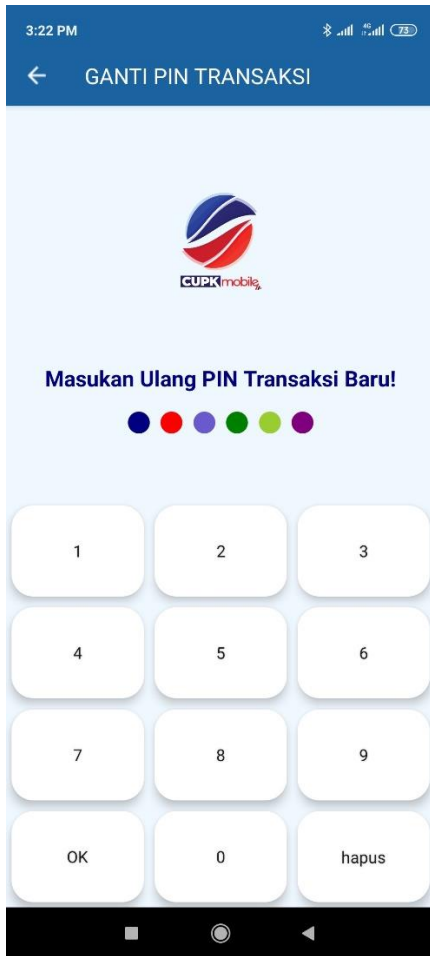 3:22 PM
4G
73
GANTI PIN TRANSAKSI
CUPK mobile
Masukan Ulang PIN Transaksi Baru!
1 2 3
4 5 6
7 8 9
OK 0 hapus